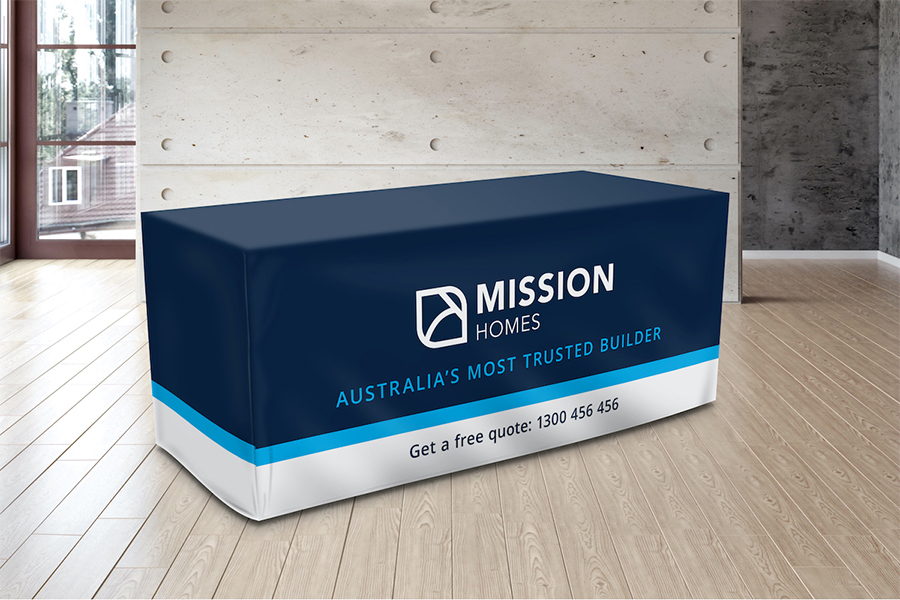 MISSION
HOMES
AUSTRALIA'S MOST TRUSTED BUILDER
Get a free quote: 1300 456 456